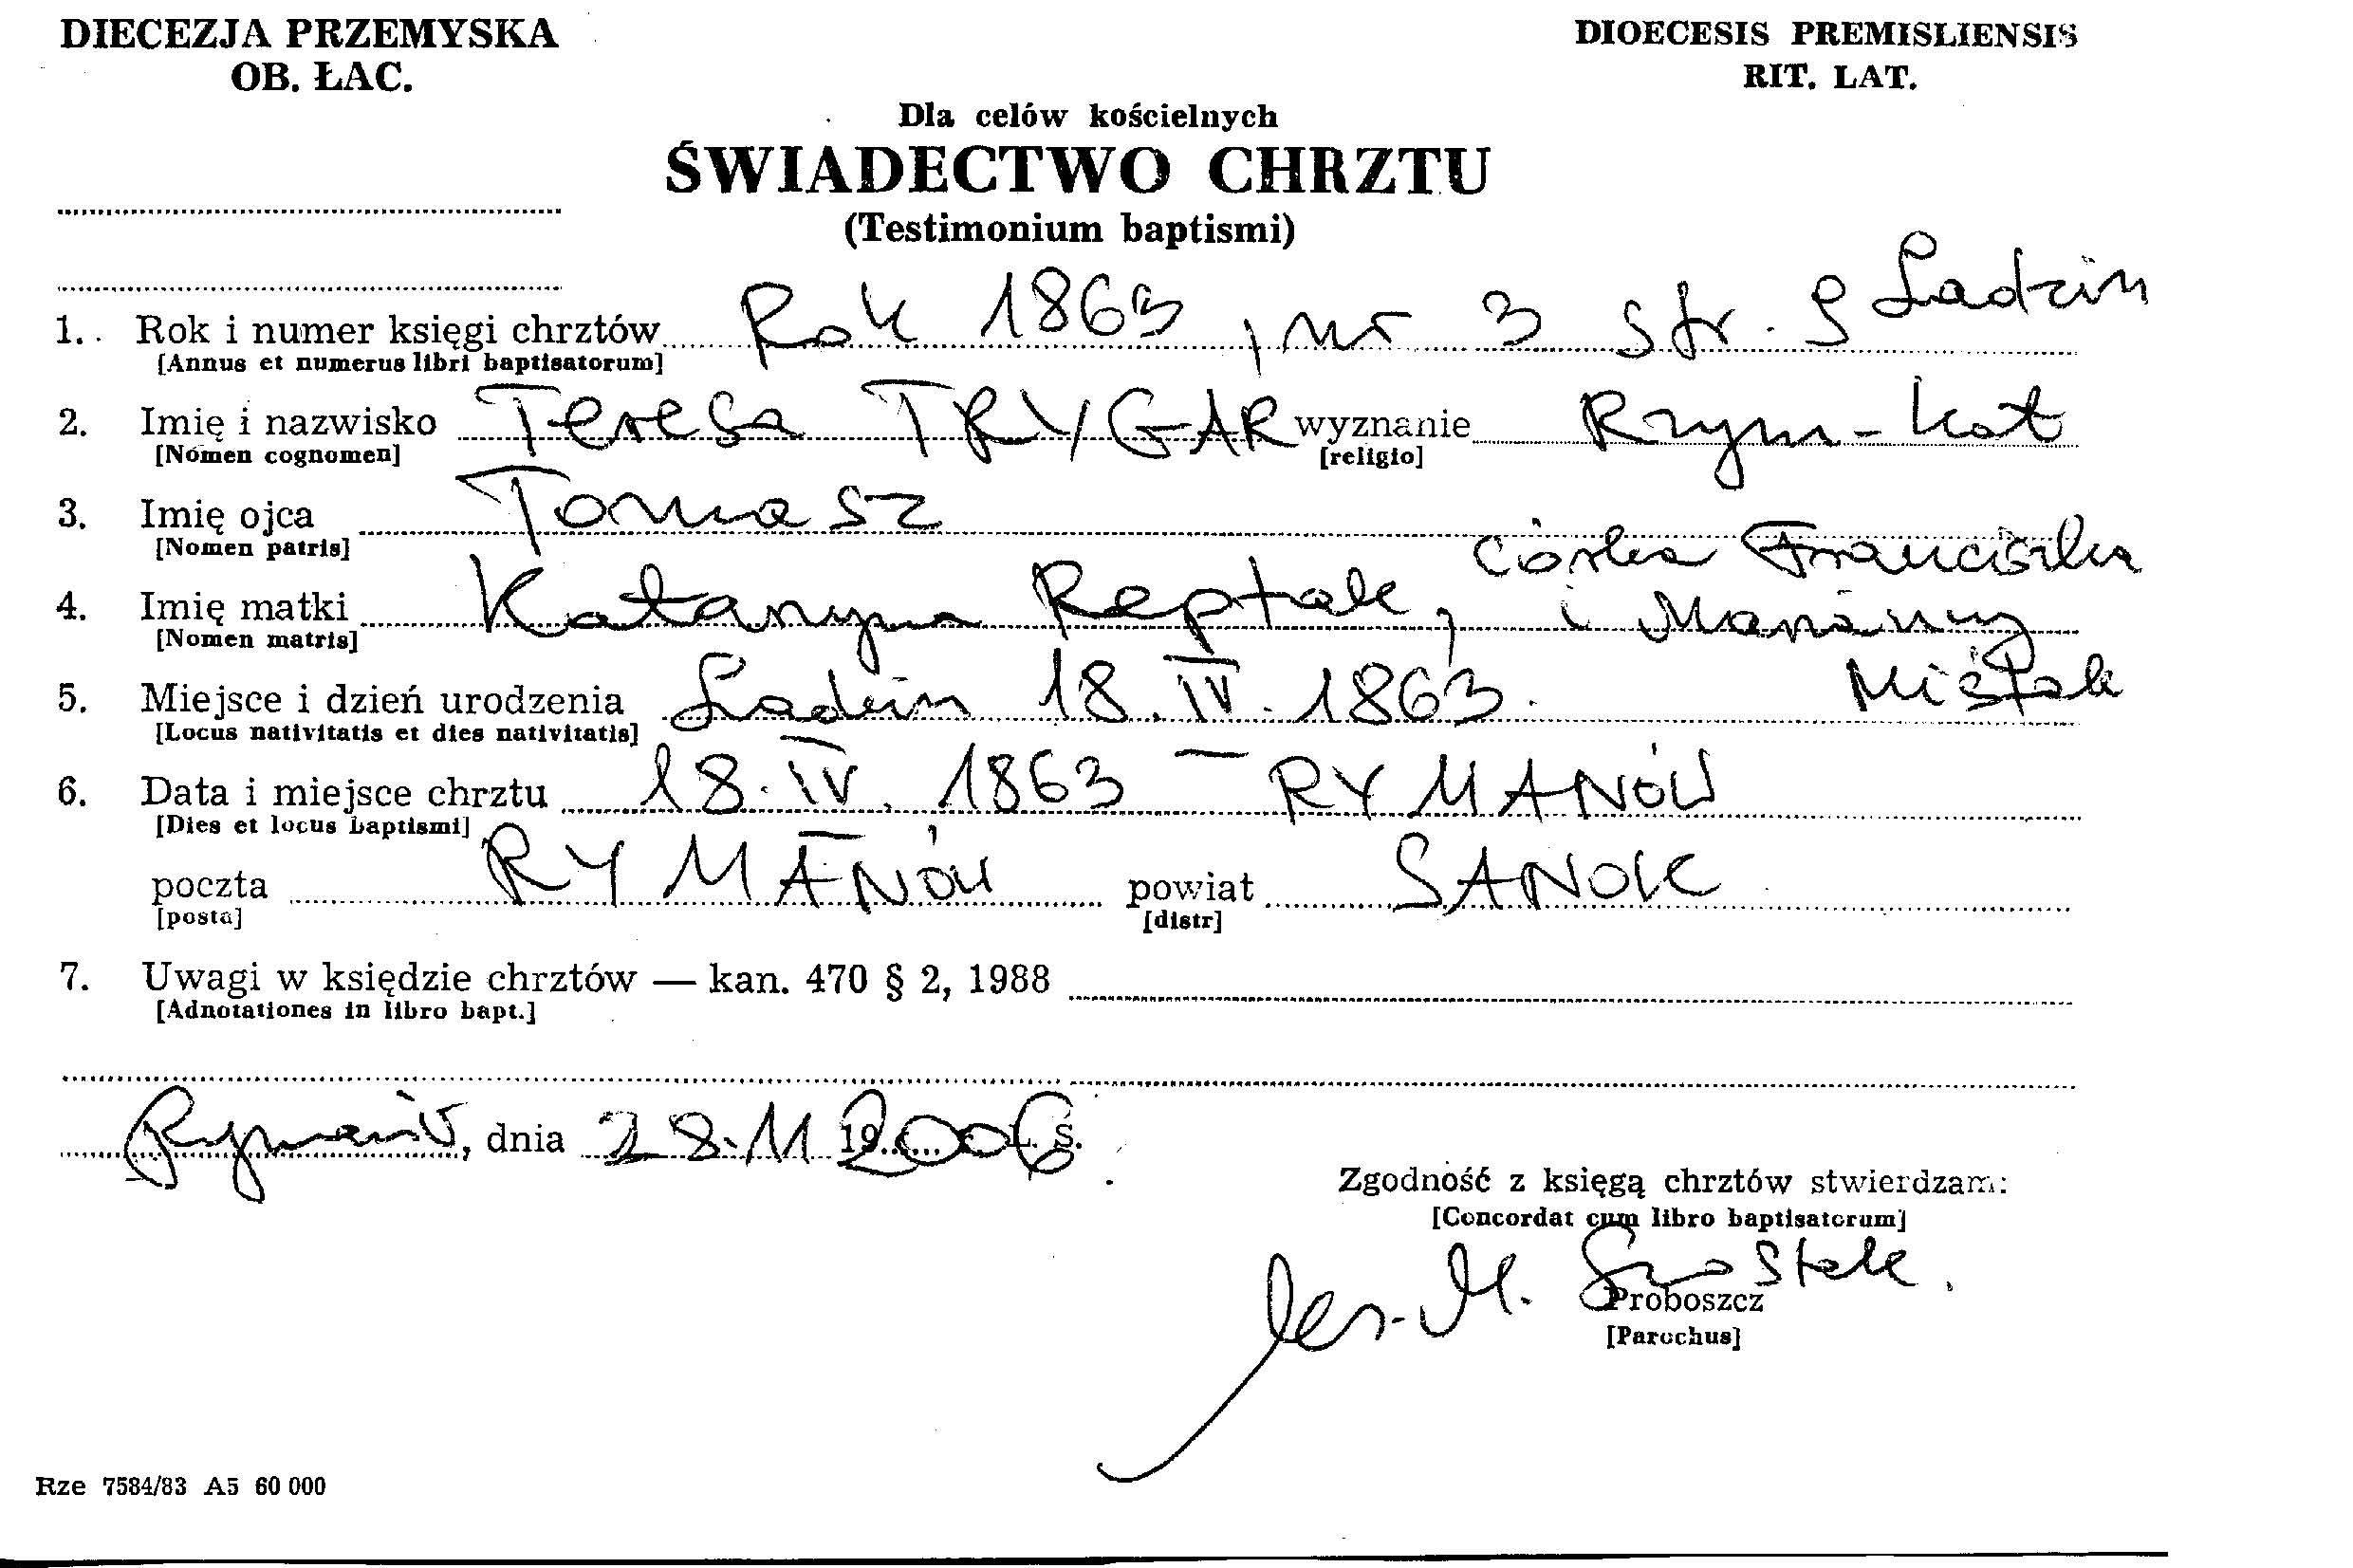 DIECEZJA PRZEMYSKA
OB. ŁAC.
DIOECESIS PREMISLIENSIS
RIT. LAT.
Dla celów kościelnych
ŚWIADECTWO CHRZTU
(Testimonium baptismi)
1. Rok i numer księgi chrztów Rok 1863, nr 3 str. 9 Ladzin
[Annus et numerus libri baptisatorum]
2. Imię i nazwisko Teresa TRYGAR wyznanie Rzym-kat
[Nomen cognomen] [religio]
3. Imię ojca Tomasz
[Nomen patris]
córka Franciszka
4. Imię matki Katarzyna Reptak, i Marianny
[Nomen matris]
5. Miejsce i dzień urodzenia Ladzin 18.IV.1863.
[Locus nativitatis et dies nativitatis]
6. Data i miejsce chrztu 18.IV.1863 – RYMANÓW
[Dies et locus baptismi]
poczta RYMANÓW powiat SANOK
[posta] [distr]
7. Uwagi w księdzie chrztów — kan. 470 § 2, 1988
[Adnotationes in libro bapt.]
Rymanów, dnia 28.11 2006 L. S.
Zgodność z księgą chrztów stwierdzam:
[Concordat cum libro baptisatorum]
Proboszcz
[Parochus]
Rze 7584/83 A5 60 000